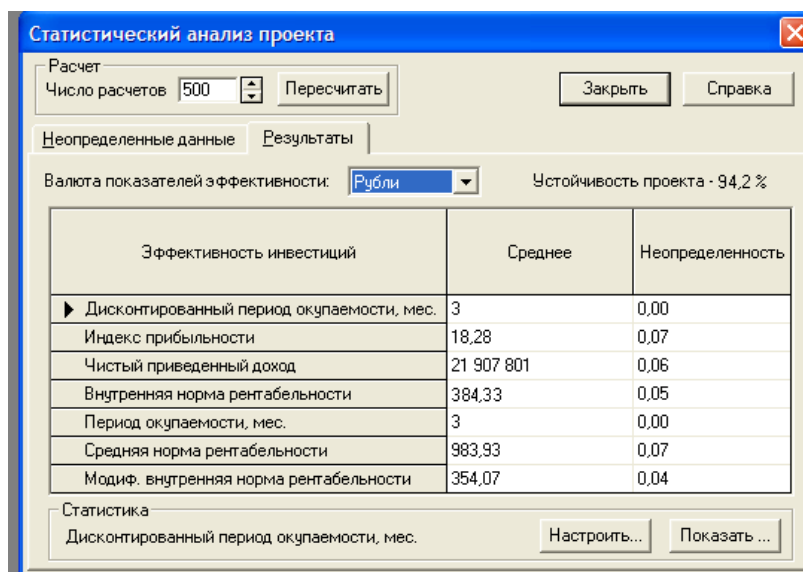 Статистический анализ проекта
Расчет
Число расчетов 500 Пересчитать Закрыть Справка
Неопределенные данные Результаты
Валюта показателей эффективности: Рубли Устойчивость проекта - 94,2 %
Эффективность инвестиций Среднее Неопределенность
Дисконтированный период окупаемости, мес. 3 0,00
Индекс прибыльности 18,28 0,07
Чистый приведенный доход 21 907 801 0,06
Внутренняя норма рентабельности 384,33 0,05
Период окупаемости, мес. 3 0,00
Средняя норма рентабельности 983,93 0,07
Модиф. внутренняя норма рентабельности 354,07 0,04
Статистика
Дисконтированный период окупаемости, мес. Настроить... Показать ...